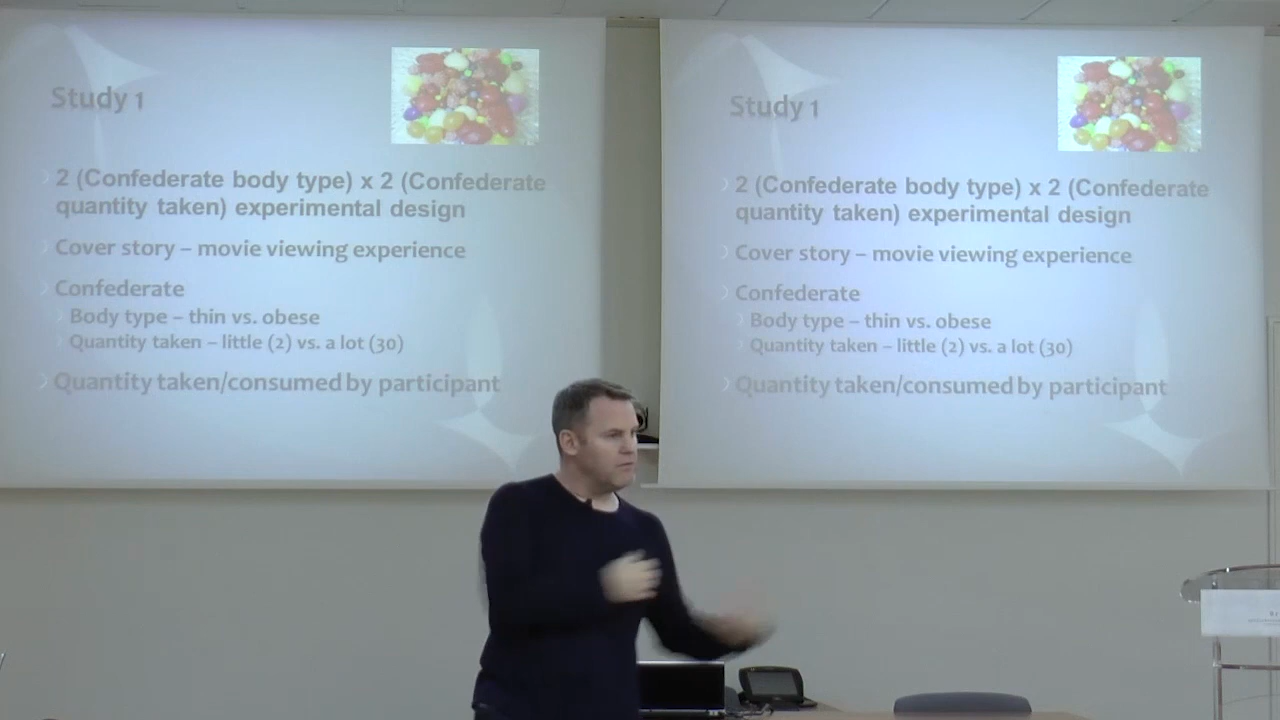 Study 1
2 (Confederate body type) x 2 (Confederate
quantity taken) experimental design
Cover story – movie viewing experience
Confederate
Body type – thin vs. obese
Quantity taken – little (2) vs. a lot (30)
Quantity taken/consumed by participant
Study 1
2 (Confederate body type) x 2 (Confederate
quantity taken) experimental design
Cover story – movie viewing experience
Confederate
Body type – thin vs. obese
Quantity taken – little (2) vs. a lot (30)
Quantity taken/consumed by participant